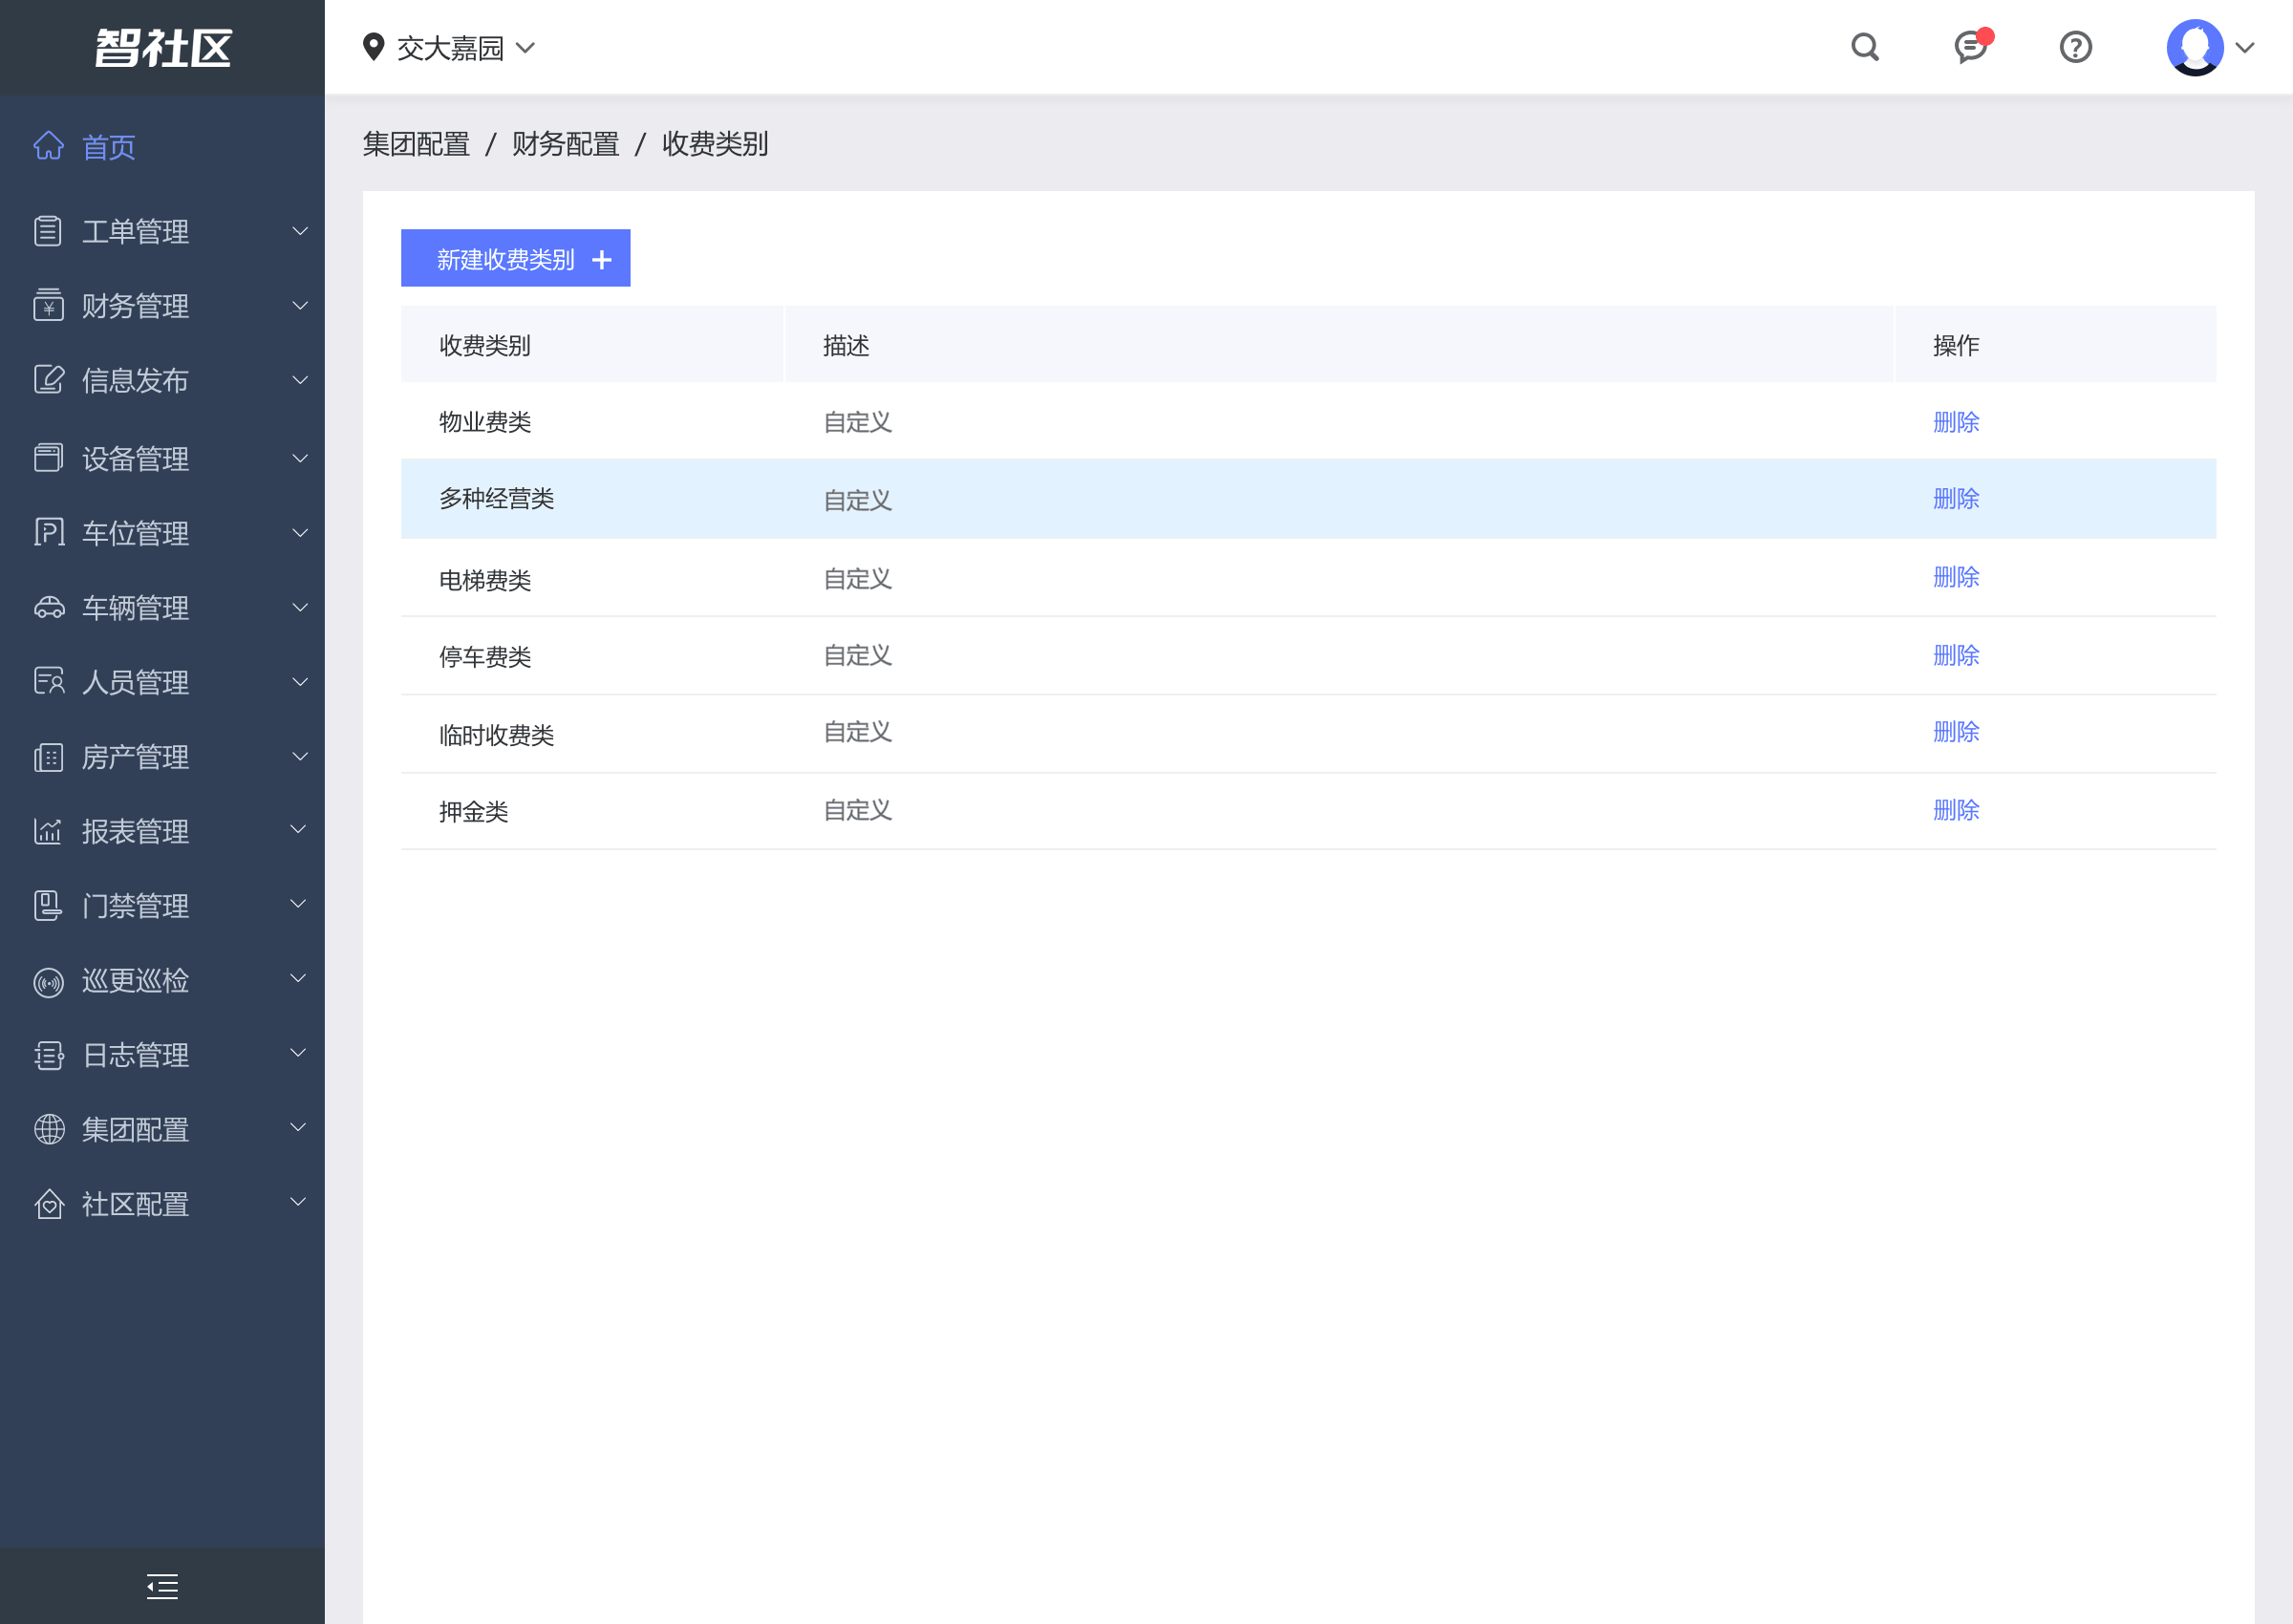 智社区
交大嘉园
首页
工单管理
财务管理
信息发布
设备管理
车位管理
车辆管理
人员管理
房产管理
报表管理
门禁管理
巡更巡检
日志管理
集团配置
社区配置
集团配置 / 财务配置 / 收费类别
新建收费类别 +
收费类别 描述 操作
物业费类 自定义 删除
多种经营类 自定义 删除
电梯费类 自定义 删除
停车费类 自定义 删除
临时收费类 自定义 删除
押金类 自定义 删除